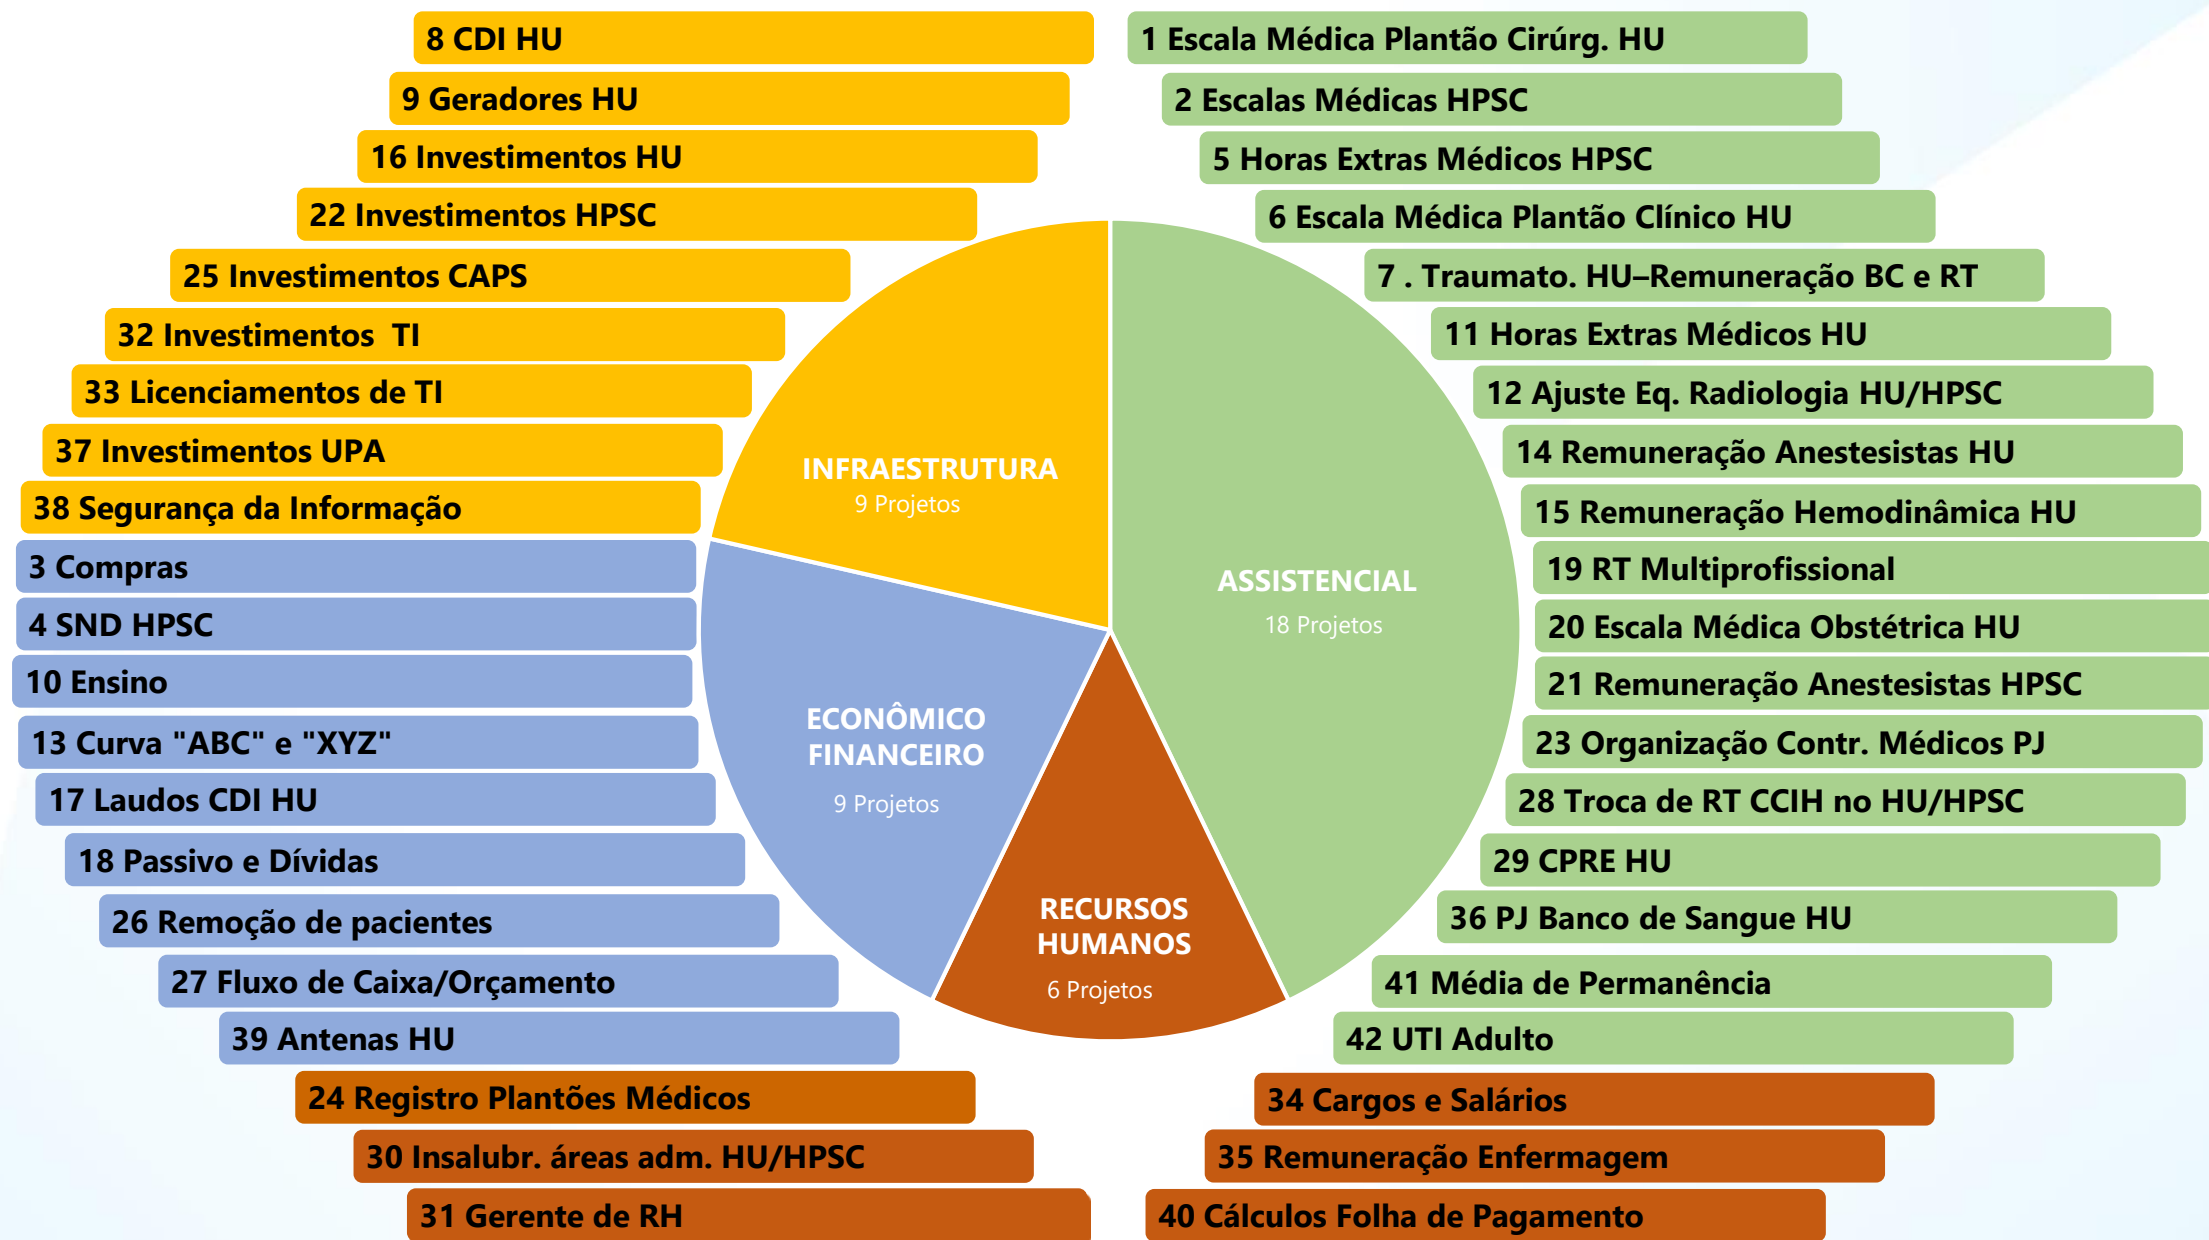 8 CDI HU
9 Geradores HU
16 Investimentos HU
22 Investimentos HPSC
25 Investimentos CAPS
32 Investimentos  TI
33 Licenciamentos de TI
37 Investimentos UPA
38 Segurança da Informação
3 Compras
4 SND HPSC
10 Ensino
13 Curva "ABC" e "XYZ"
17 Laudos CDI HU
18 Passivo e Dívidas
26 Remoção de pacientes
27 Fluxo de Caixa/Orçamento
39 Antenas HU
24 Registro Plantões Médicos
30 Insalubr. áreas adm. HU/HPSC
31 Gerente de RH
INFRAESTRUTURA
9 Projetos
ECONÔMICO
FINANCEIRO
9 Projetos
RECURSOS
HUMANOS
6 Projetos
ASSISTENCIAL
18 Projetos
1 Escala Médica Plantão Cirúrg. HU
2 Escalas Médicas HPSC
5 Horas Extras Médicos HPSC
6 Escala Médica Plantão Clínico HU
7 . Traumato. HU–Remuneração BC e RT
11 Horas Extras Médicos HU
12 Ajuste Eq. Radiologia HU/HPSC
14 Remuneração Anestesistas HU
15 Remuneração Hemodinâmica HU
19 RT Multiprofissional
20 Escala Médica Obstétrica HU
21 Remuneração Anestesistas HPSC
23 Organização Contr. Médicos PJ
28 Troca de RT CCIH no HU/HPSC
29 CPRE HU
36 PJ Banco de Sangue HU
41 Média de Permanência
42 UTI Adulto
34 Cargos e Salários
35 Remuneração Enfermagem
40 Cálculos Folha de Pagamento